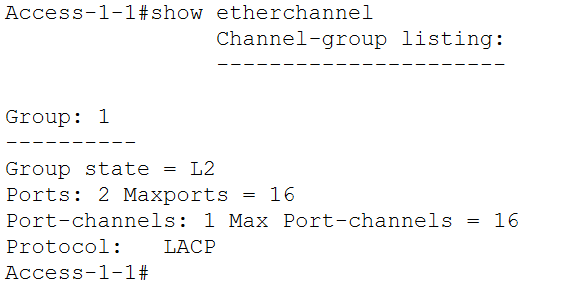 Access-1-1#show etherchannel
Channel-group listing:
----------------------
Group: 1
----------
Group state = L2
Ports: 2 Maxports = 16
Port-channels: 1 Max Port-channels = 16
Protocol:   LACP
Access-1-1#